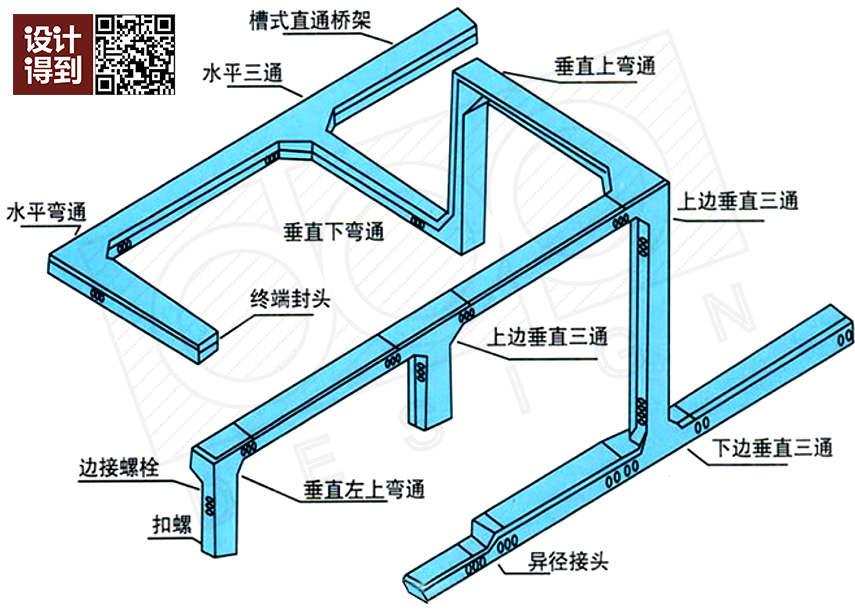 设计
得到
槽式直通桥架
水平三通
垂直上弯通
水平弯通
上边垂直三通
垂直下弯通
终端封头
上边垂直三通
下边垂直三通
边接螺栓
垂直左上弯通
扣螺
异径接头
DESIGN